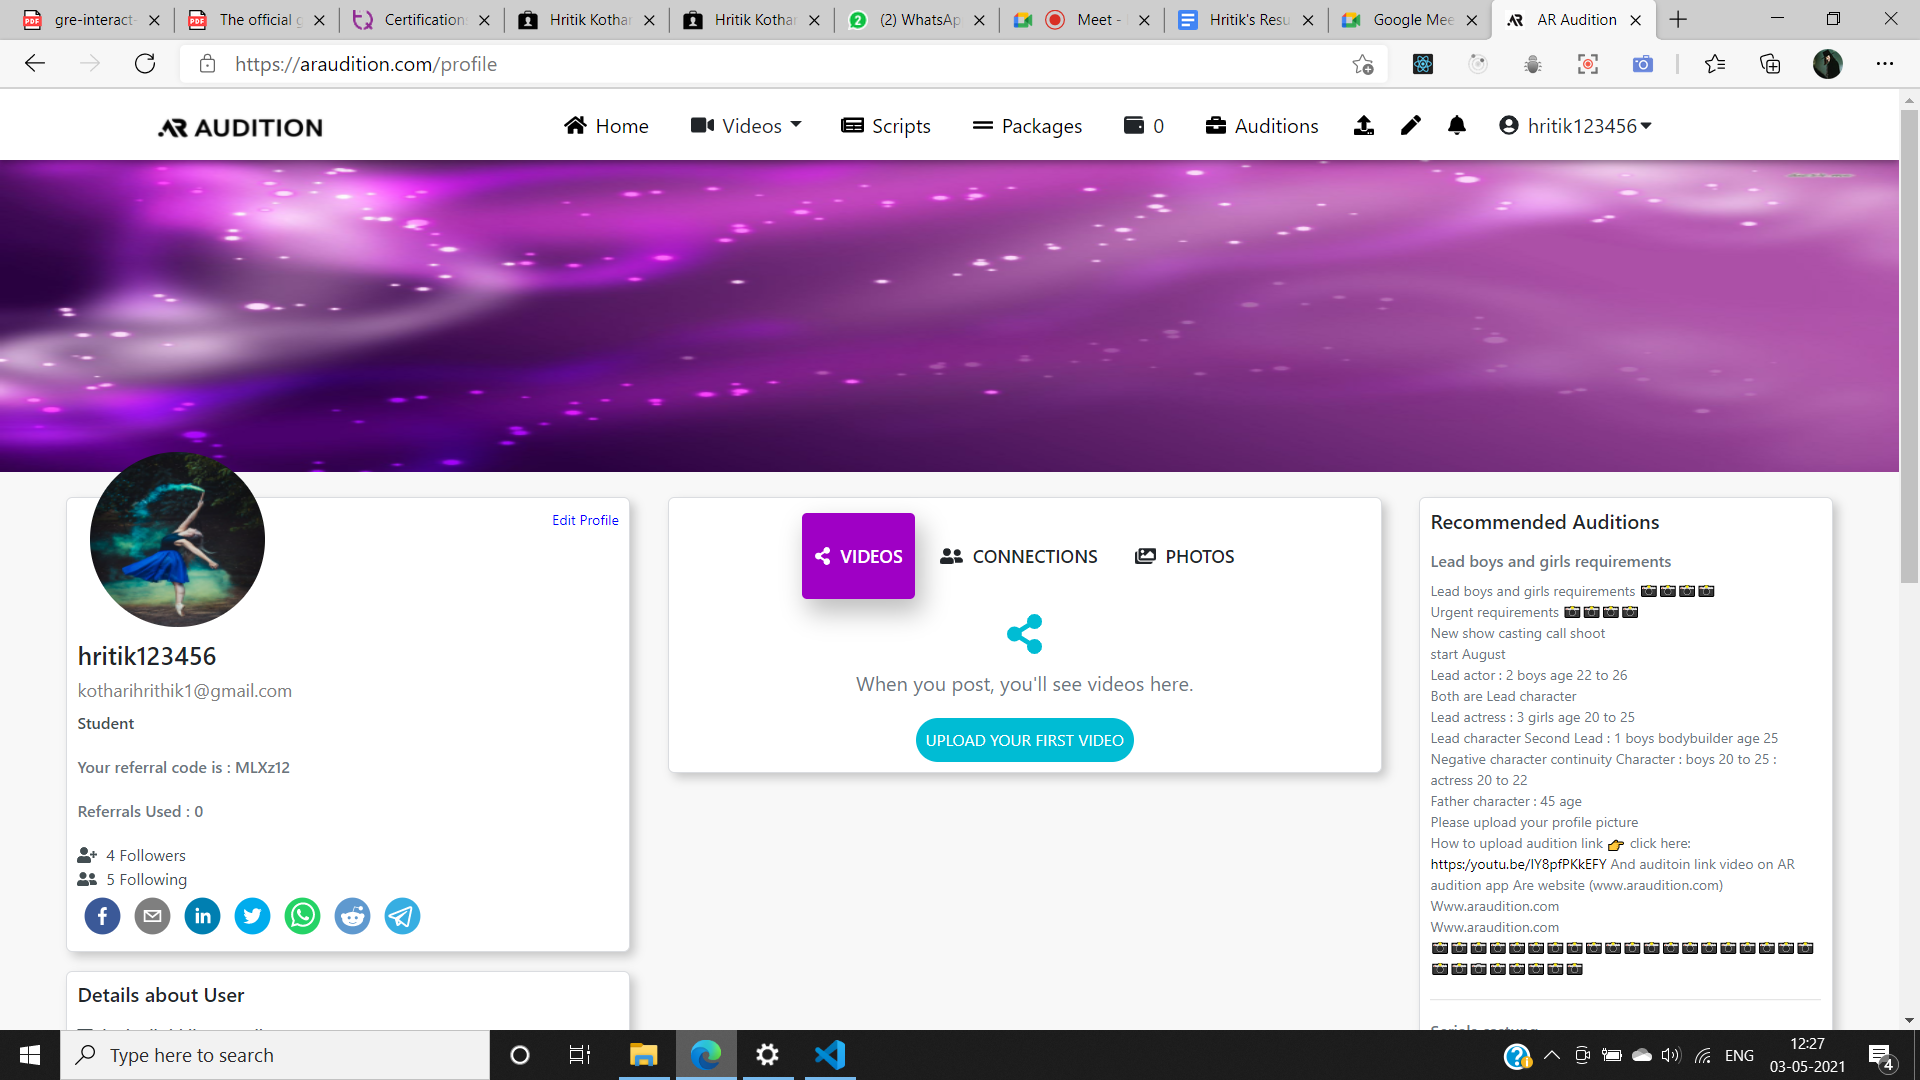 gre-interact-
The official g
Certification
Hritik Kothar
Hritik Kothar
(2) WhatsAp
Meet -
Hritik's Resu
Google Mee
AR Audition
https://araudition.com/profile
AR AUDITION
Home
Videos
Scripts
Packages
0
Auditions
hritik123456
Edit Profile
hritik123456
kotharihrithik1@gmail.com
Student
Your referral code is : MLXz12
Referrals Used : 0
4 Followers
5 Following
Details about User
VIDEOS
CONNECTIONS
PHOTOS
When you post, you'll see videos here.
UPLOAD YOUR FIRST VIDEO
Recommended Auditions
Lead boys and girls requirements
Lead boys and girls requirements 📷📷📷📷
Urgent requirements 📷📷📷📷
New show casting call shoot
start August
Lead actor : 2 boys age 22 to 26
Both are Lead character
Lead actress : 3 girls age 20 to 25
Lead character Second Lead : 1 boys bodybuilder age 25
Negative character continuity Character : boys 20 to 25 :
actress 20 to 22
Father character : 45 age
Please upload your profile picture
How to upload audition link 👉 click here:
https:/youtu.be/IY8pfPKkEFY And auditoin link video on AR
audition app Are website (www.araudition.com)
Www.araudition.com
Www.araudition.com
Type here to search
ENG
12:27
03-05-2021
4